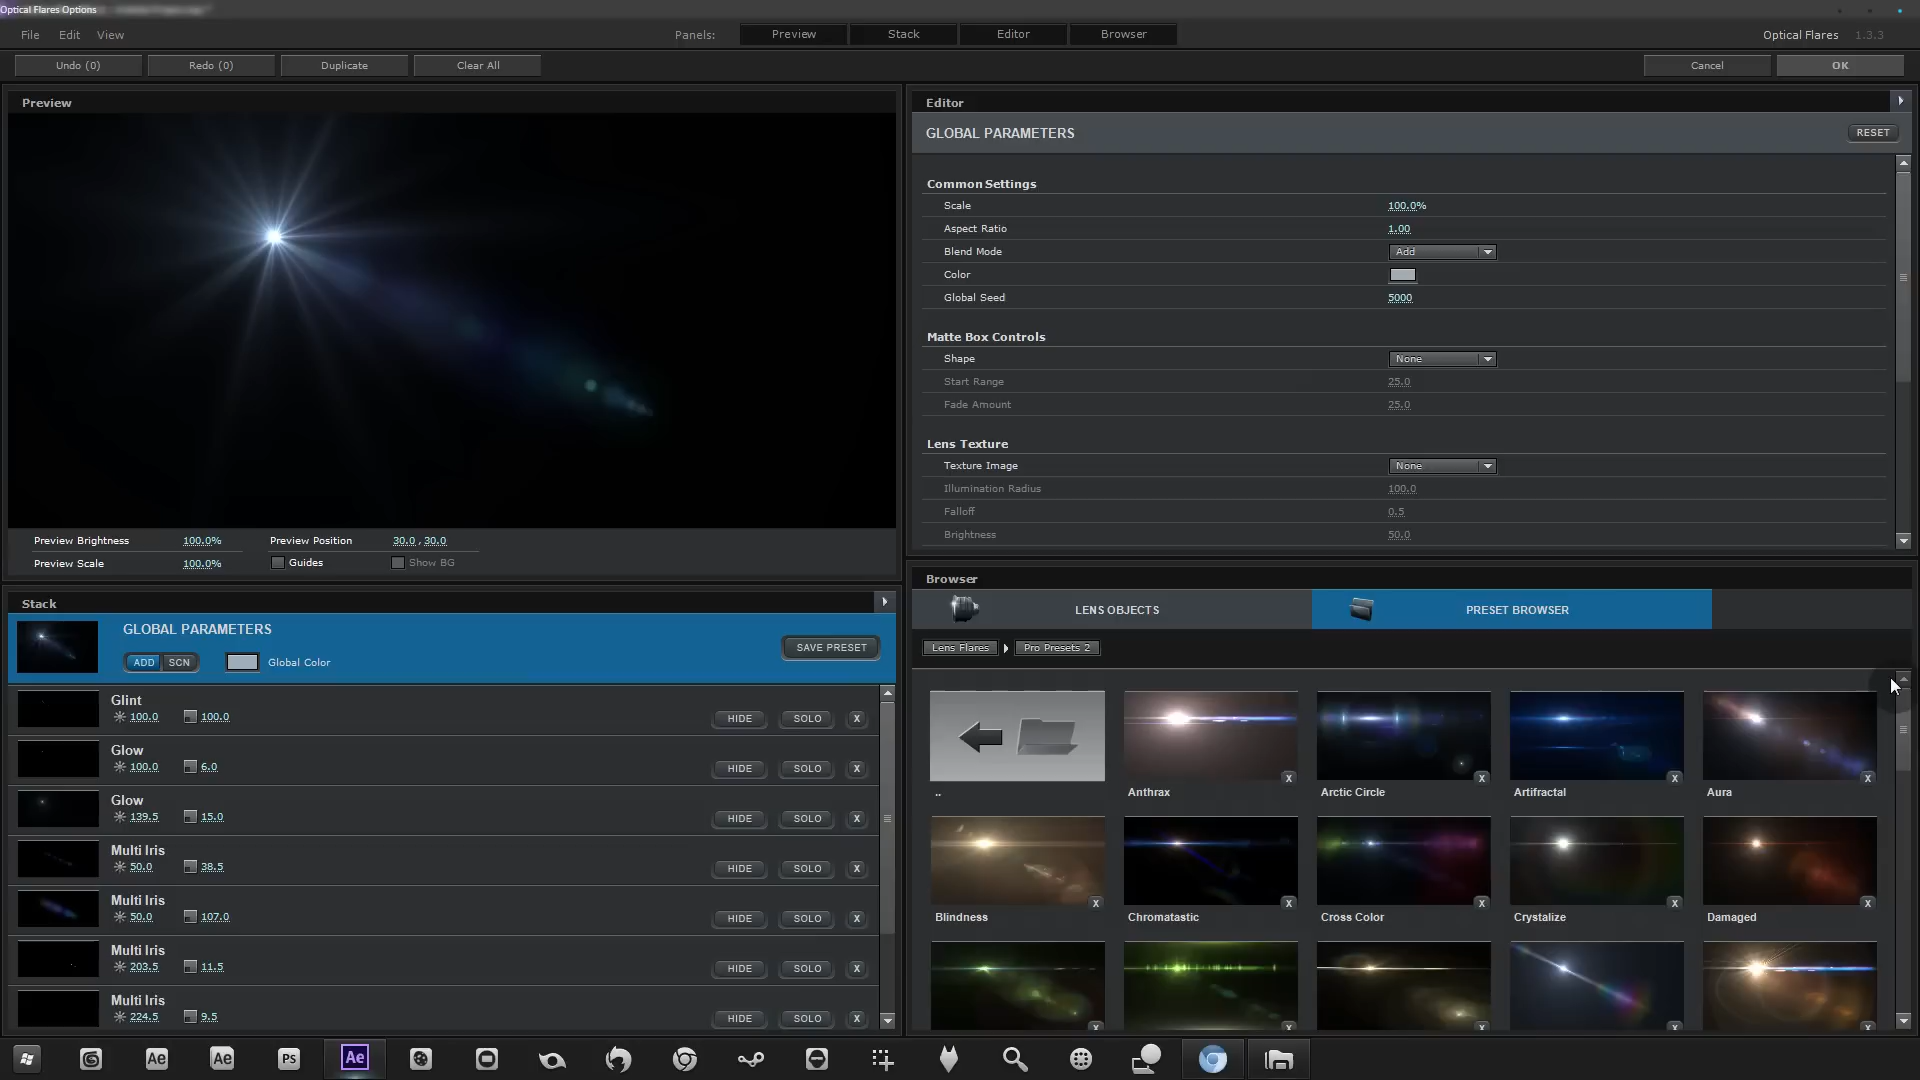 Optical Flares Options
File Edit View
Panels: Preview Stack Editor Browser
Optical Flares 1.3.3
Undo (0) Redo (0) Duplicate Clear All
Cancel OK
Preview
Preview Brightness 100.0% Preview Position 30.0 , 30.0
Preview Scale 100.0% Guides Show BG
Stack
GLOBAL PARAMETERS
ADD SCN Global Color SAVE PRESET
Glint
100.0 100.0 HIDE SOLO X
Glow
100.0 6.0 HIDE SOLO X
Glow
139.5 15.0 HIDE SOLO X
Multi Iris
50.0 38.5 HIDE SOLO X
Multi Iris
50.0 107.0 HIDE SOLO X
Multi Iris
203.5 11.5 HIDE SOLO X
Multi Iris
224.5 9.5 HIDE SOLO X
Editor
GLOBAL PARAMETERS RESET
Common Settings
Scale 100.0%
Aspect Ratio 1.00
Blend Mode Add
Color
Global Seed 5000
Matte Box Controls
Shape None
Start Range 25.0
Fade Amount 25.0
Lens Texture
Texture Image None
Illumination Radius 100.0
Falloff 0.5
Brightness 50.0
Browser
LENS OBJECTS PRESET BROWSER
Lens Flares Pro Presets 2
X X X X
.. Anthrax Arctic Circle Artifractal Aura
X X X X X
Blindness Chromatastic Cross Color Crystalize Damaged
X X X X X
Ae Ae Ps Ae